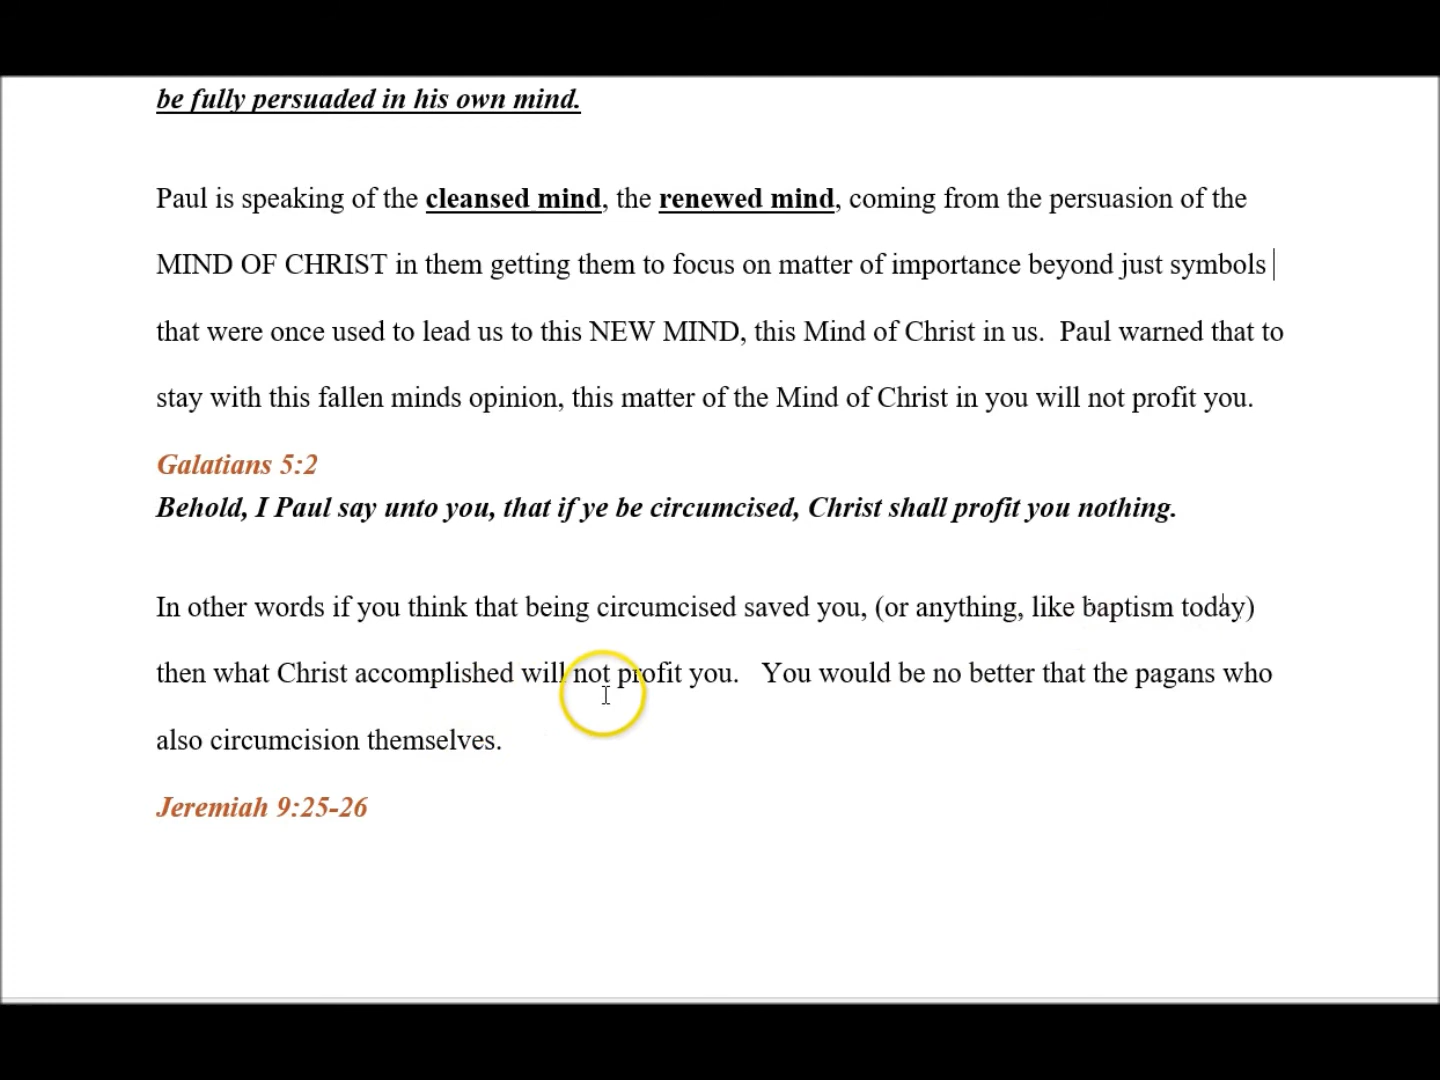 be fully persuaded in his own mind.
Paul is speaking of the cleansed mind, the renewed mind, coming from the persuasion of the
MIND OF CHRIST in them getting them to focus on matter of importance beyond just symbols
that were once used to lead us to this NEW MIND, this Mind of Christ in us.  Paul warned that to
stay with this fallen minds opinion, this matter of the Mind of Christ in you will not profit you.
Galatians 5:2
Behold, I Paul say unto you, that if ye be circumcised, Christ shall profit you nothing.
In other words if you think that being circumcised saved you, (or anything, like baptism today)
then what Christ accomplished will not profit you.   You would be no better that the pagans who
also circumcision themselves.
Jeremiah 9:25-26